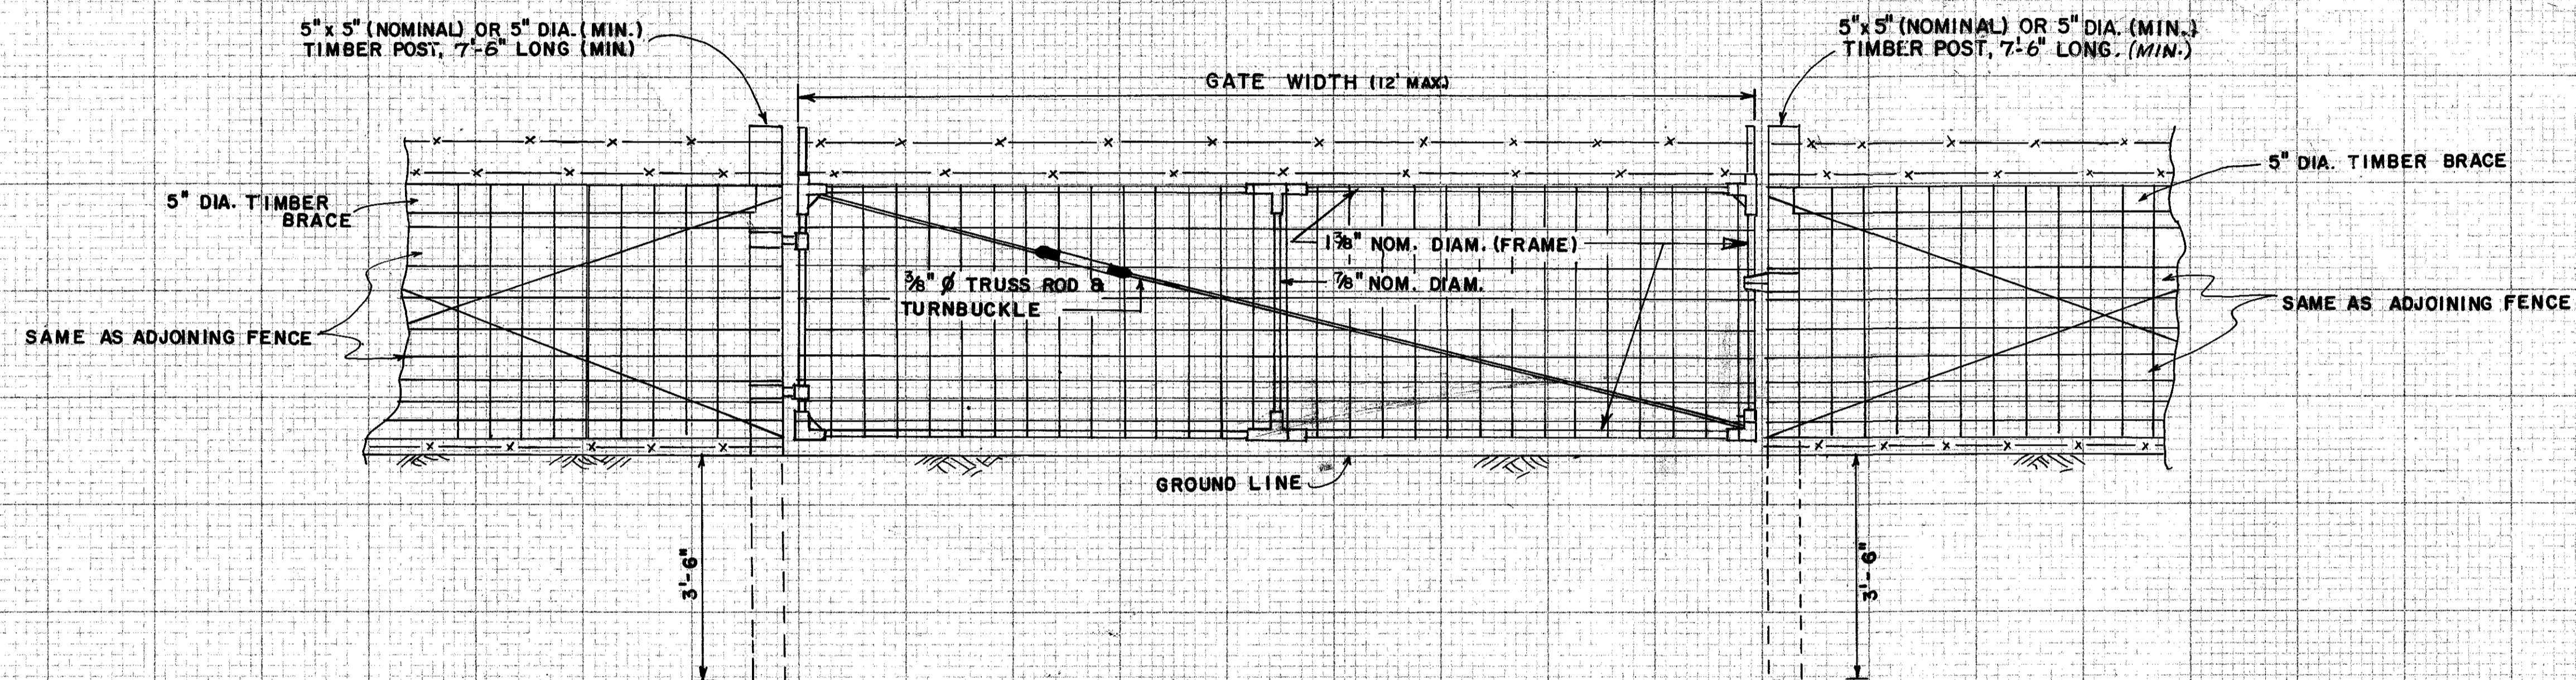 5" x 5" (NOMINAL) OR 5" DIA. (MIN.)
TIMBER POST, 7'-6" LONG (MIN.)
5" x 5" (NOMINAL) OR 5" DIA. (MIN.)
TIMBER POST, 7'-6" LONG. (MIN.)
GATE WIDTH (12' MAX.)
5" DIA. TIMBER
BRACE
5" DIA. TIMBER BRACE
1 3/8" NOM. DIAM. (FRAME)
3/8" Ø TRUSS ROD &
TURNBUCKLE
7/8" NOM. DIAM.
SAME AS ADJOINING FENCE
SAME AS ADJOINING FENCE
GROUND LINE
3'-6"
3'-6"